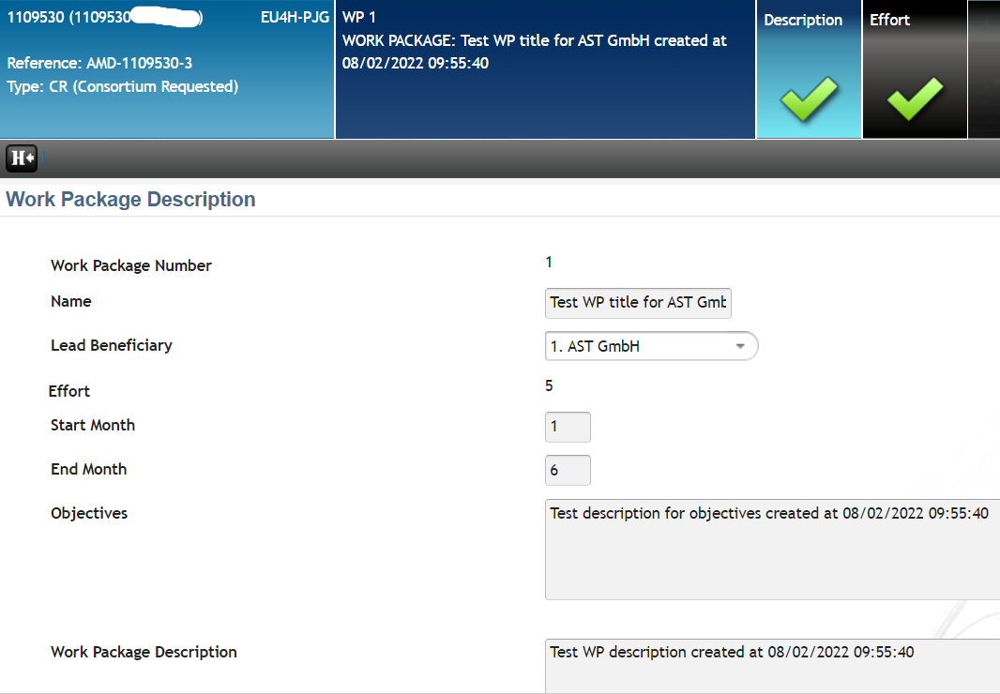 1109530 (1109530 ) EU4H-PJG
Reference: AMD-1109530-3
Type: CR (Consortium Requested)
WP 1
WORK PACKAGE: Test WP title for AST GmbH created at
08/02/2022 09:55:40
Description
Effort
H
Work Package Description
Work Package Number 1
Name Test WP title for AST Gmb
Lead Beneficiary 1. AST GmbH
Effort 5
Start Month 1
End Month 6
Objectives Test description for objectives created at 08/02/2022 09:55:40
Work Package Description Test WP description created at 08/02/2022 09:55:40